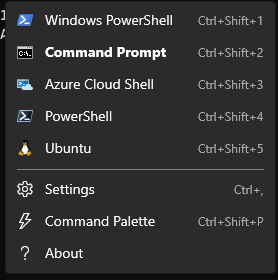 Windows PowerShell Ctrl+Shift+1
Command Prompt Ctrl+Shift+2
Azure Cloud Shell Ctrl+Shift+3
PowerShell Ctrl+Shift+4
Ubuntu Ctrl+Shift+5
Settings Ctrl+,
Command Palette Ctrl+Shift+P
About